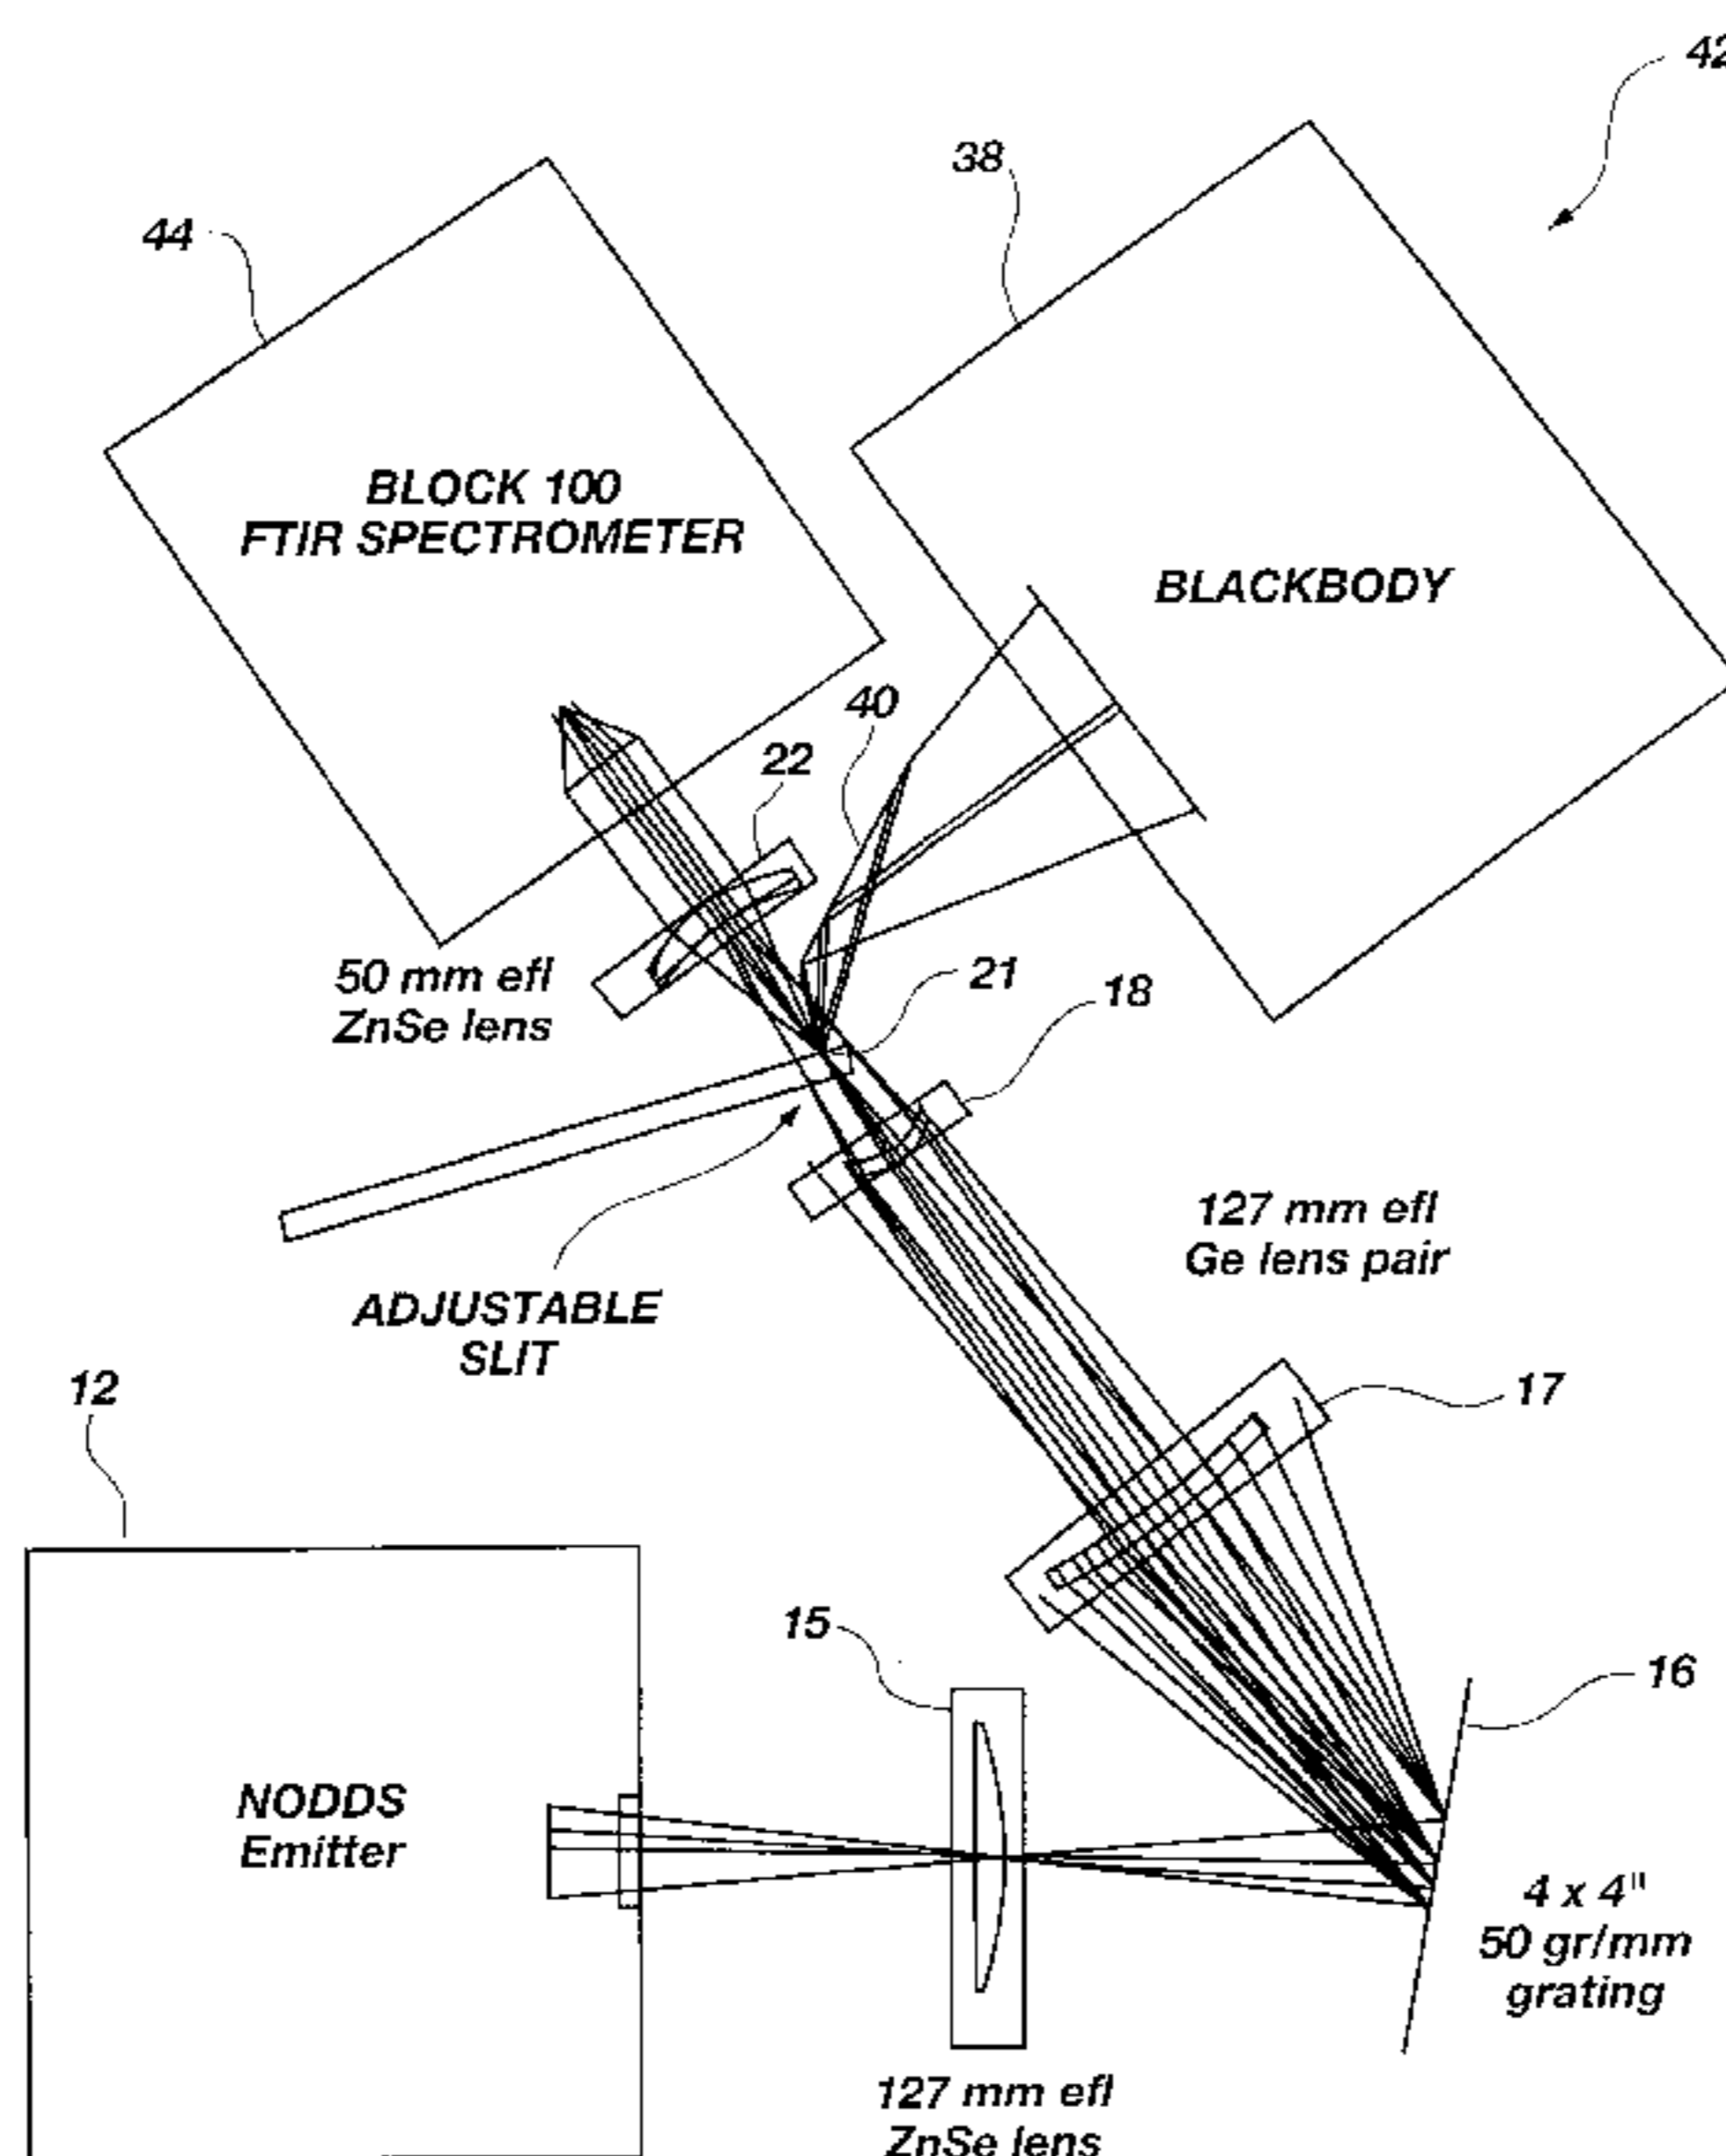 42
38
44
BLOCK 100
FTIR SPECTROMETER
BLACKBODY
40
22
50 mm efl
ZnSe lens
21
18
127 mm efl
Ge lens pair
ADJUSTABLE
SLIT
12
17
15
16
NODDS
Emitter
4 x 4"
50 gr/mm
grating
127 mm efl
ZnSe lens